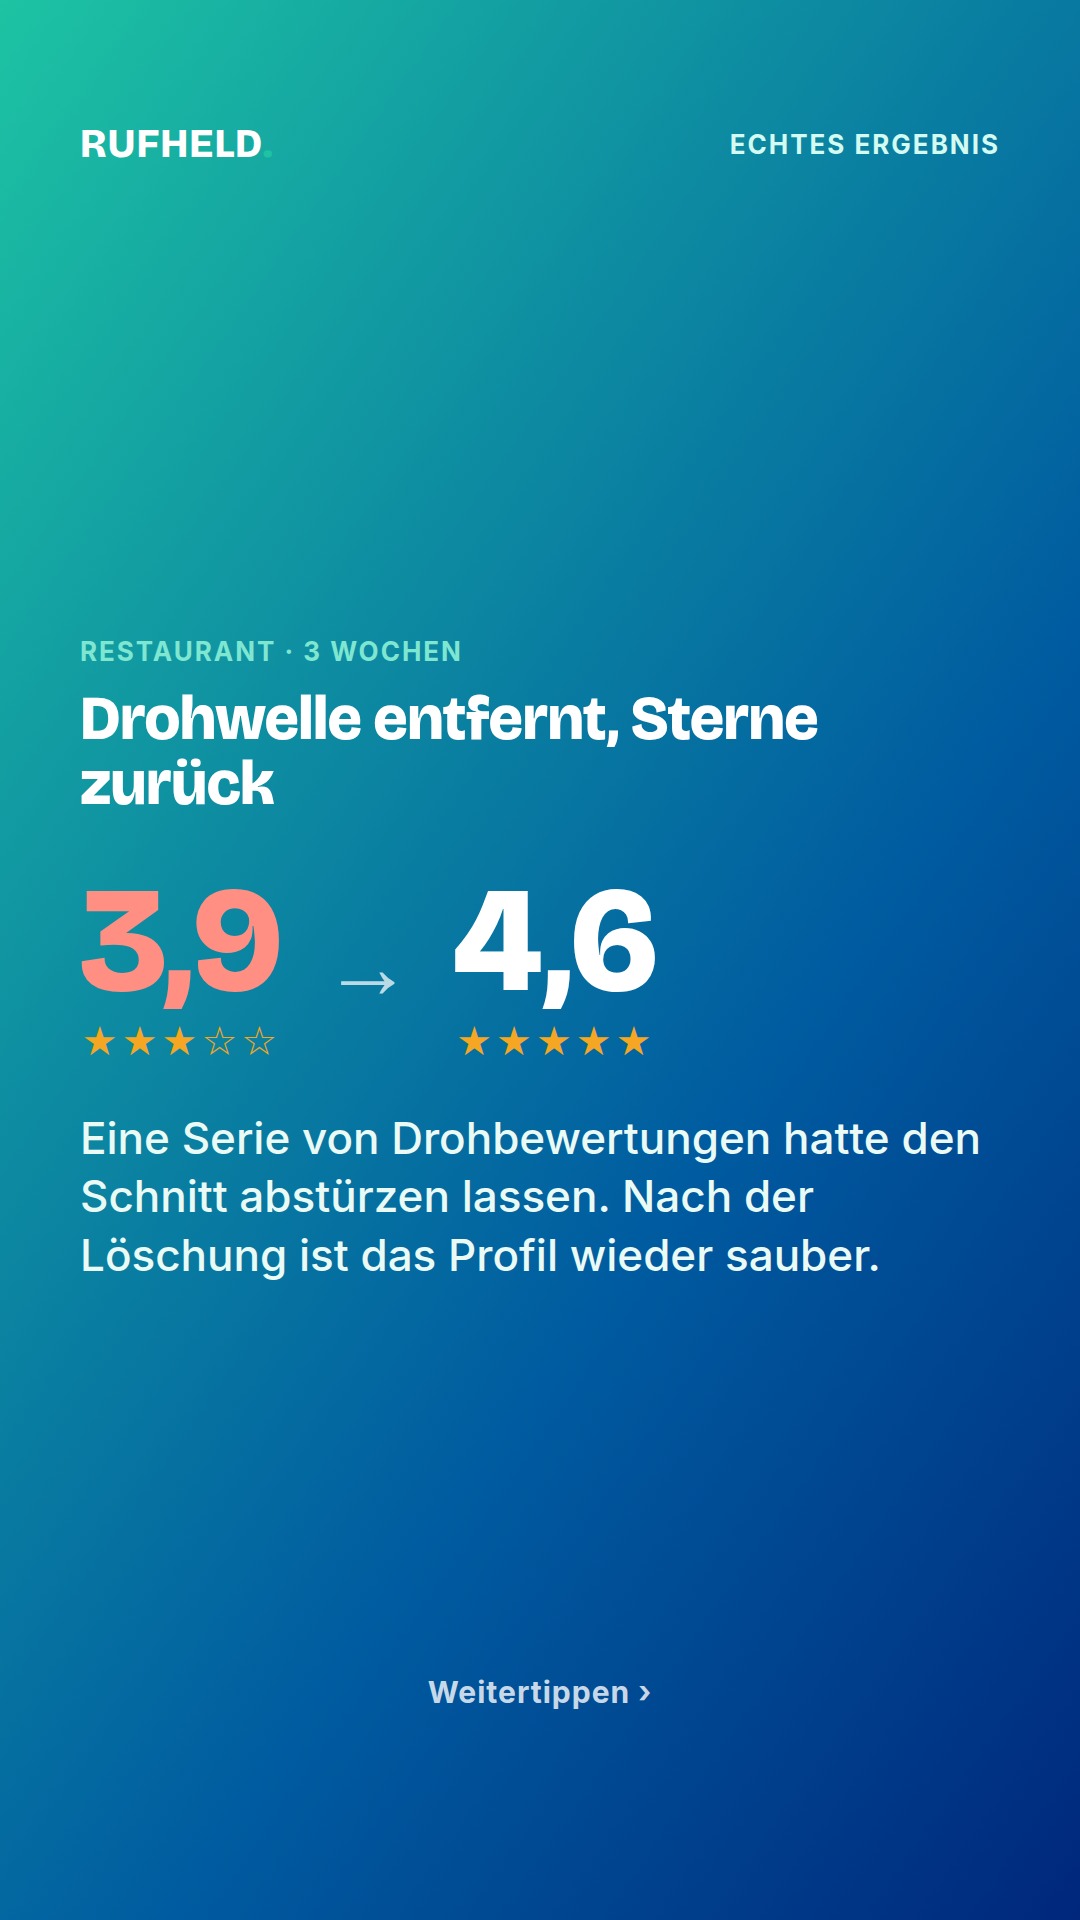 RUFHELD.
ECHTES ERGEBNIS
RESTAURANT · 3 WOCHEN
Drohwelle entfernt, Sterne
zurück
3,9 → 4,6
★★★☆☆ ★★★★★
Eine Serie von Drohbewertungen hatte den
Schnitt abstürzen lassen. Nach der
Löschung ist das Profil wieder sauber.
Weitertippen ›